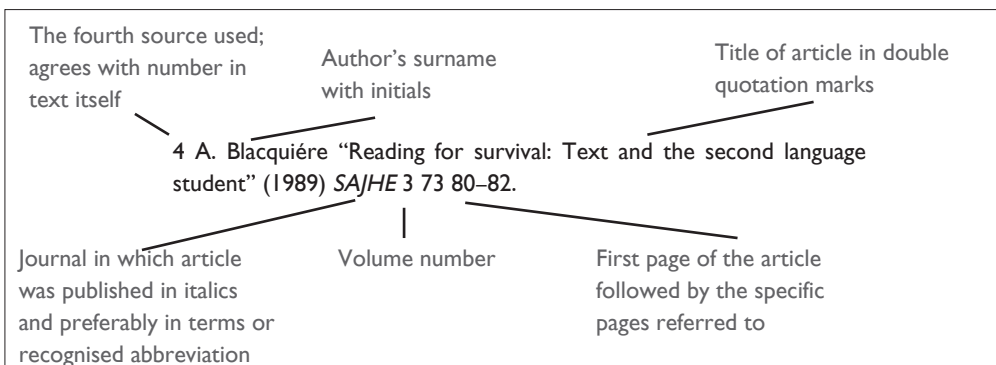 The fourth source used;
agrees with number in
text itself
Author’s surname
with initials
Title of article in double
quotation marks
4 A. Blacquiére “Reading for survival: Text and the second language
student” (1989) SAJHE 3 73 80–82.
Journal in which article
was published in italics
and preferably in terms or
recognised abbreviation
Volume number
First page of the article
followed by the specific
pages referred to